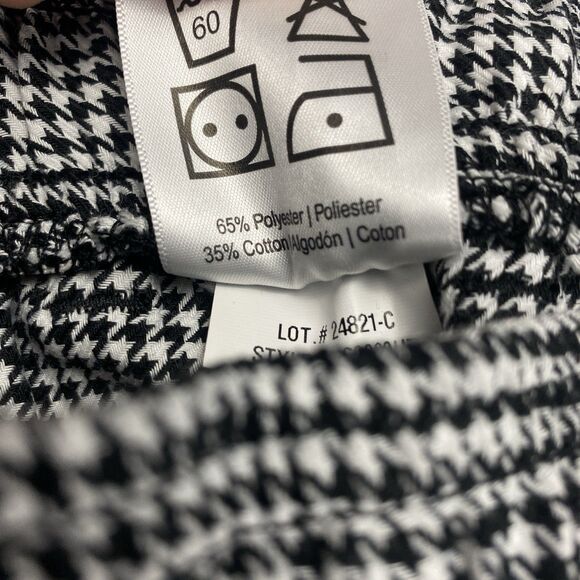 60
65% Polyester | Poliester
35% Cotton Algodón | Coton
LOT.# 24821-C